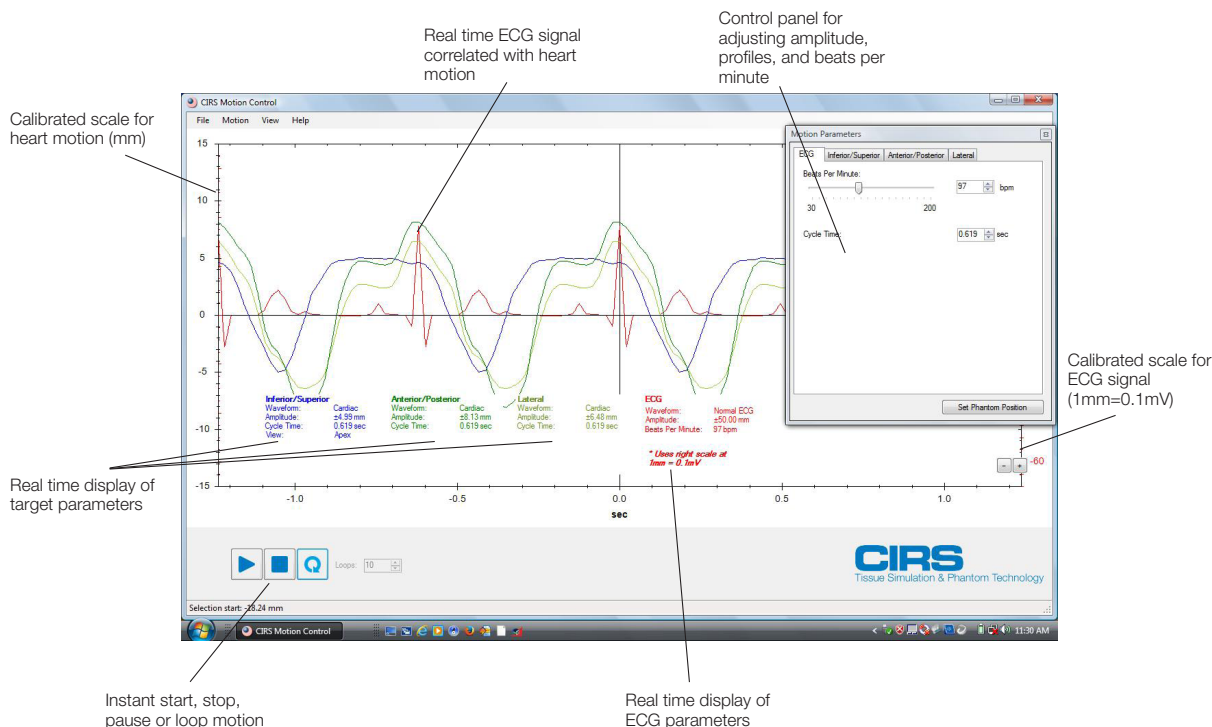 Real time ECG signal
correlated with heart
motion
Control panel for
adjusting amplitude,
profiles, and beats per
minute
Calibrated scale for
heart motion (mm)
CIRS Motion Control
File Motion View Help
Motion Parameters
ECG Inferior/Superior Anterior/Posterior Lateral
Beats Per Minute:
97 bpm
30 200
Cycle Time: 0.619 sec
Set Phantom Position
15
10
5
0
-5
-10
-15
Inferior/Superior
Waveform: Cardiac
Amplitude: ±4.99 mm
Cycle Time: 0.619 sec
View: Apex
Anterior/Posterior
Waveform: Cardiac
Amplitude: ±8.13 mm
Cycle Time: 0.619 sec
Lateral
Waveform: Cardiac
Amplitude: ±6.48 mm
Cycle Time: 0.619 sec
ECG
Waveform: Normal ECG
Amplitude: ±50.00 mm
Beats Per Minute: 97 bpm
* Uses right scale at
1mm = 0.1mV
- + -60
-1.0 -0.5 0.0 0.5 1.0
sec
Calibrated scale for
ECG signal
(1mm=0.1mV)
Real time display of
target parameters
Loops: 10
CIRS
Tissue Simulation & Phantom Technology
Selection start: -18.24 mm
CIRS Motion Control
11:30 AM
Instant start, stop,
pause or loop motion
Real time display of
ECG parameters